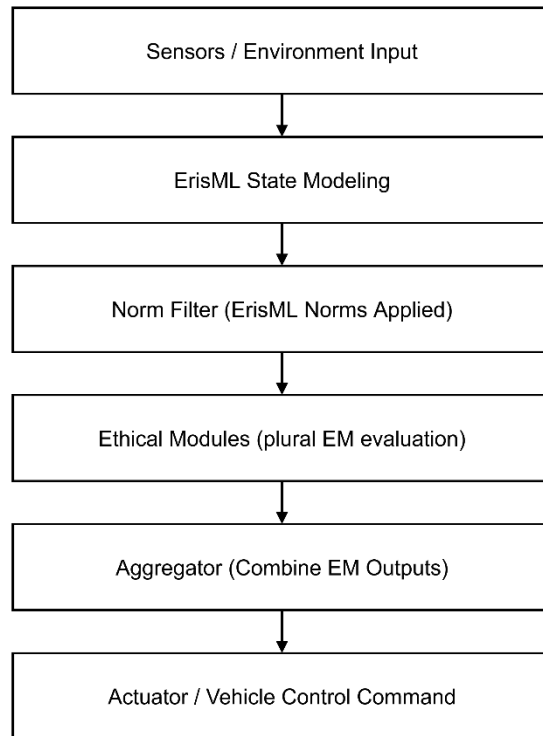 Sensors / Environment Input
ErisML State Modeling
Norm Filter (ErisML Norms Applied)
Ethical Modules (plural EM evaluation)
Aggregator (Combine EM Outputs)
Actuator / Vehicle Control Command